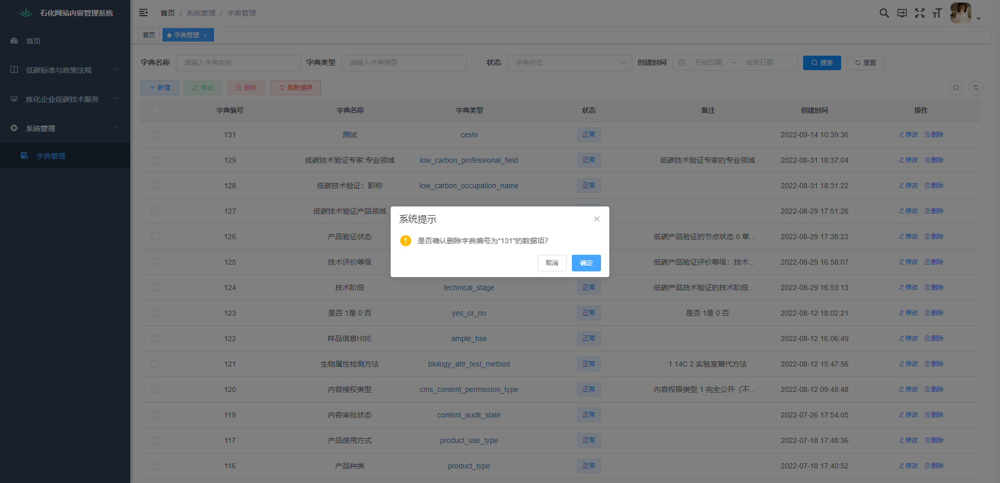 石化网站内容管理系统
首页 / 系统管理 / 字典管理
首页
低碳标准与政策法规
炼化企业低碳技术服务
系统管理
字典管理
首页 字典管理 ×
字典名称 请输入字典名称 字典类型 请输入字典类型 状态 字典状态 创建时间 开始日期 - 结束日期 搜索 重置
新增 修改 删除 刷新缓存
字典编号 字典名称 字典类型 状态 备注 创建时间 操作
131 测试 ceshi 正常 2022-09-14 10:39:36 修改 删除
129 低碳技术验证专家:专业领域 low_carbon_professional_field 正常 低碳技术验证专家的专业领域 2022-08-31 18:37:04 修改 删除
128 低碳技术验证：职称 low_carbon_occupation_name 正常 2022-08-31 18:31:22 修改 删除
127 低碳技术验证产品领域 2022-08-29 17:51:26 修改 删除
126 产品验证状态 低碳产品验证的节点状态 0 草... 2022-08-29 17:38:23 修改 删除
125 技术评价等级 低碳产品验证评价等级：技术... 2022-08-29 16:58:07 修改 删除
124 技术阶段 technical_stage 正常 低碳产品技术验证的技术阶段... 2022-08-29 16:53:13 修改 删除
123 是否 1是 0 否 yes_or_no 正常 是否 1是 0 否 2022-08-12 18:02:21 修改 删除
122 样品信息HSE ample_hse 正常 2022-08-12 16:06:49 修改 删除
121 生物属性检测方法 biology_attr_test_method 正常 1 14C 2 实验室替代方法 2022-08-12 15:47:56 修改 删除
120 内容授权类型 cms_content_permission_type 正常 内容权限类型 1 完全公开（不... 2022-08-12 09:48:48 修改 删除
119 内容审批状态 content_audit_state 正常 2022-07-26 17:54:05 修改 删除
117 产品使用方式 product_use_type 正常 2022-07-18 17:48:36 修改 删除
116 产品种类 product_type 正常 2022-07-18 17:40:52 修改 删除
系统提示
是否确认删除字典编号为"131"的数据项?
取消 确定